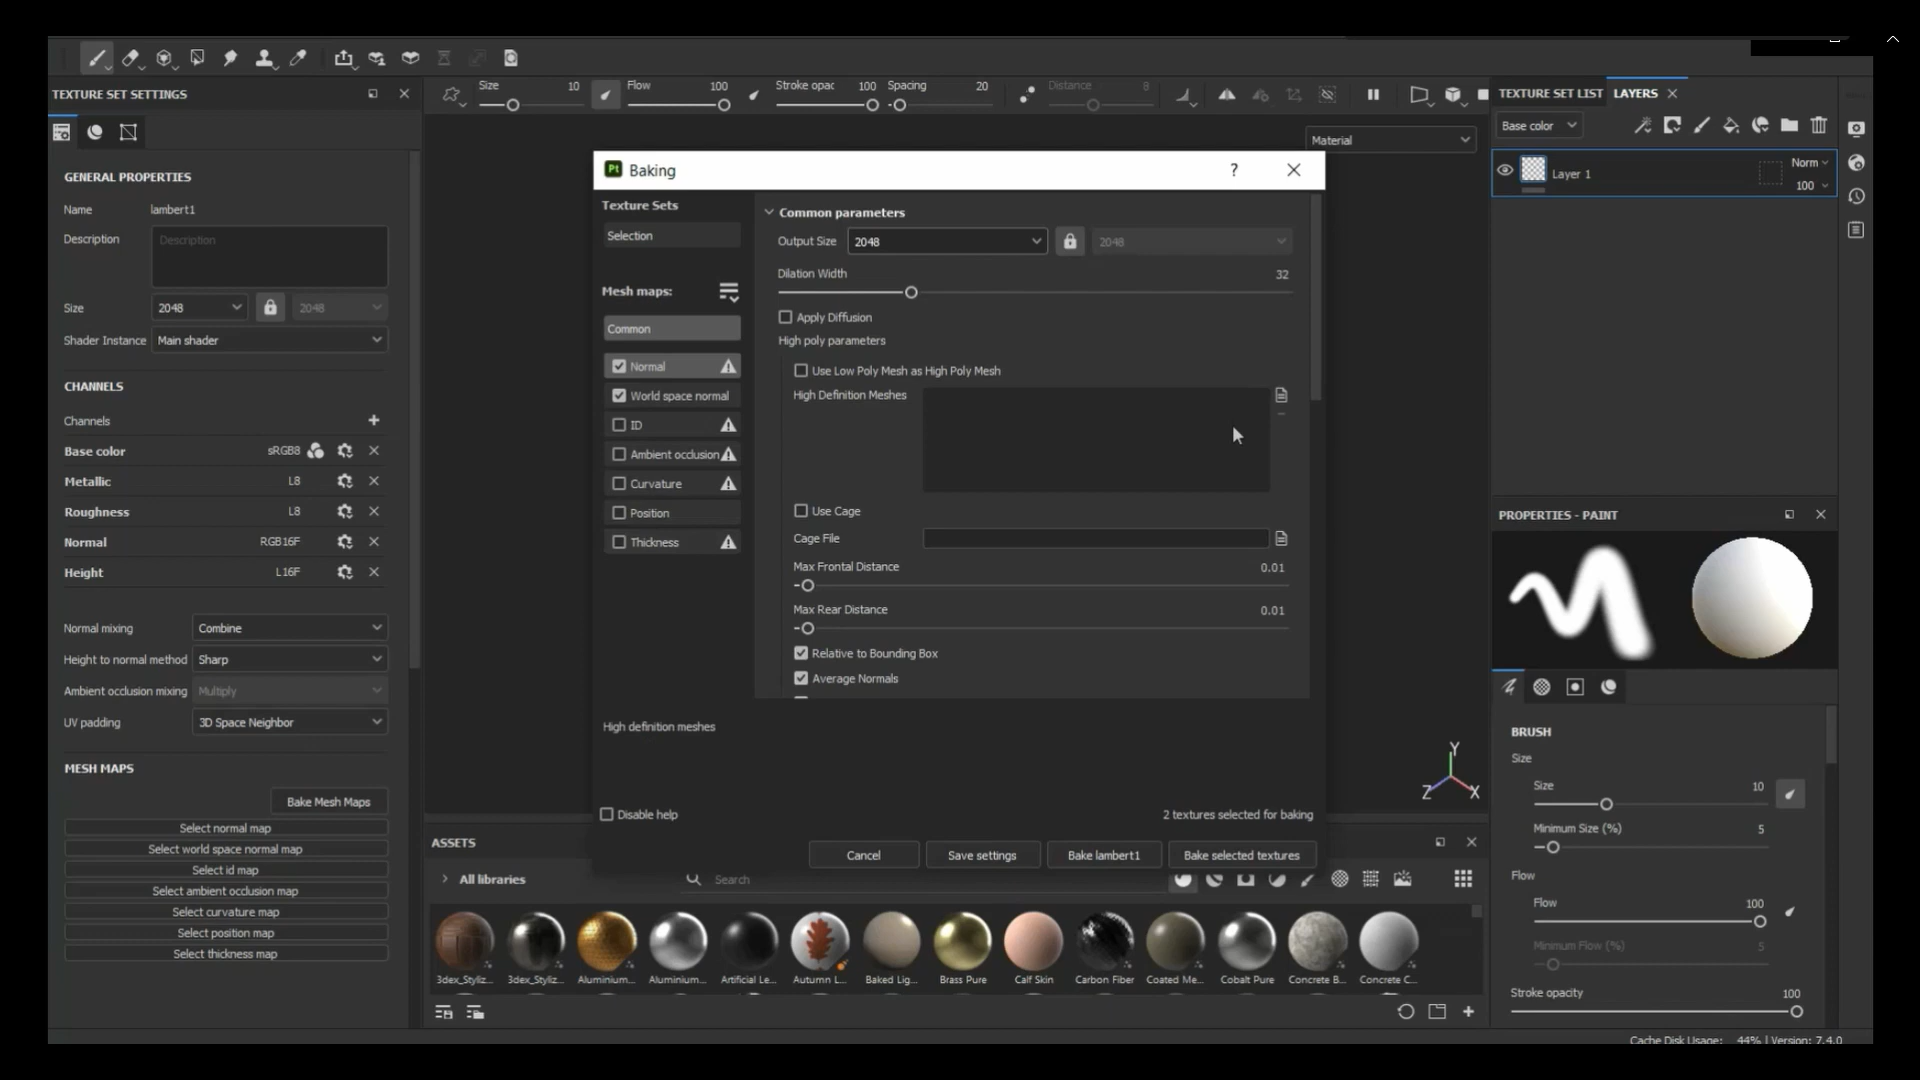 Size 10 Flow 100 Stroke opac 100 Spacing 20 Distance 8
TEXTURE SET SETTINGS
GENERAL PROPERTIES
Name lambert1
Description Description
Size 2048 2048
Shader Instance Main shader
CHANNELS
Channels
Base color sRGB8
Metallic L8
Roughness L8
Normal RGB16F
Height L16F
Normal mixing Combine
Height to normal method Sharp
Ambient occlusion mixing Multiply
UV padding 3D Space Neighbor
MESH MAPS
Bake Mesh Maps
Select normal map
Select world space normal map
Select id map
Select ambient occlusion map
Select curvature map
Select position map
Select thickness map
Material
Pt Baking ?
Texture Sets
Selection
Mesh maps:
Common
Normal
World space normal
ID
Ambient occlusion
Curvature
Position
Thickness
Common parameters
Output Size 2048 2048
Dilation Width 32
Apply Diffusion
High poly parameters
Use Low Poly Mesh as High Poly Mesh
High Definition Meshes
Use Cage
Cage File
Max Frontal Distance 0.01
Max Rear Distance 0.01
Relative to Bounding Box
Average Normals
High definition meshes
Disable help
2 textures selected for baking
Cancel Save settings Bake lambert1 Bake selected textures
Y
Z X
ASSETS
All libraries Search
3dex_Styliz... 3dex_Styliz... Aluminium... Aluminium... Artificial Le... Autumn L... Baked Lig... Brass Pure Calf Skin Carbon Fiber Coated Me... Cobalt Pure Concrete B... Concrete C...
TEXTURE SET LIST LAYERS
Base color
Layer 1 Norm
100
PROPERTIES - PAINT
BRUSH
Size
Size 10
Minimum Size (%) 5
Flow
Flow 100
Minimum Flow (%) 5
Stroke opacity 100
Cache Disk Usage: 44% | Version: 7.4.0